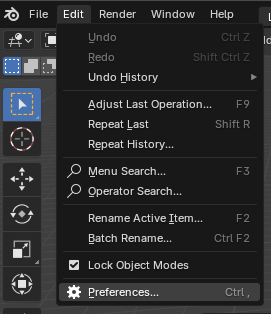 File Edit Render Window Help
Undo Ctrl Z
Redo Shift Ctrl Z
Undo History
Adjust Last Operation... F9
Repeat Last Shift R
Repeat History...
Menu Search... F3
Operator Search...
Rename Active Item... F2
Batch Rename... Ctrl F2
Lock Object Modes
Preferences... Ctrl ,